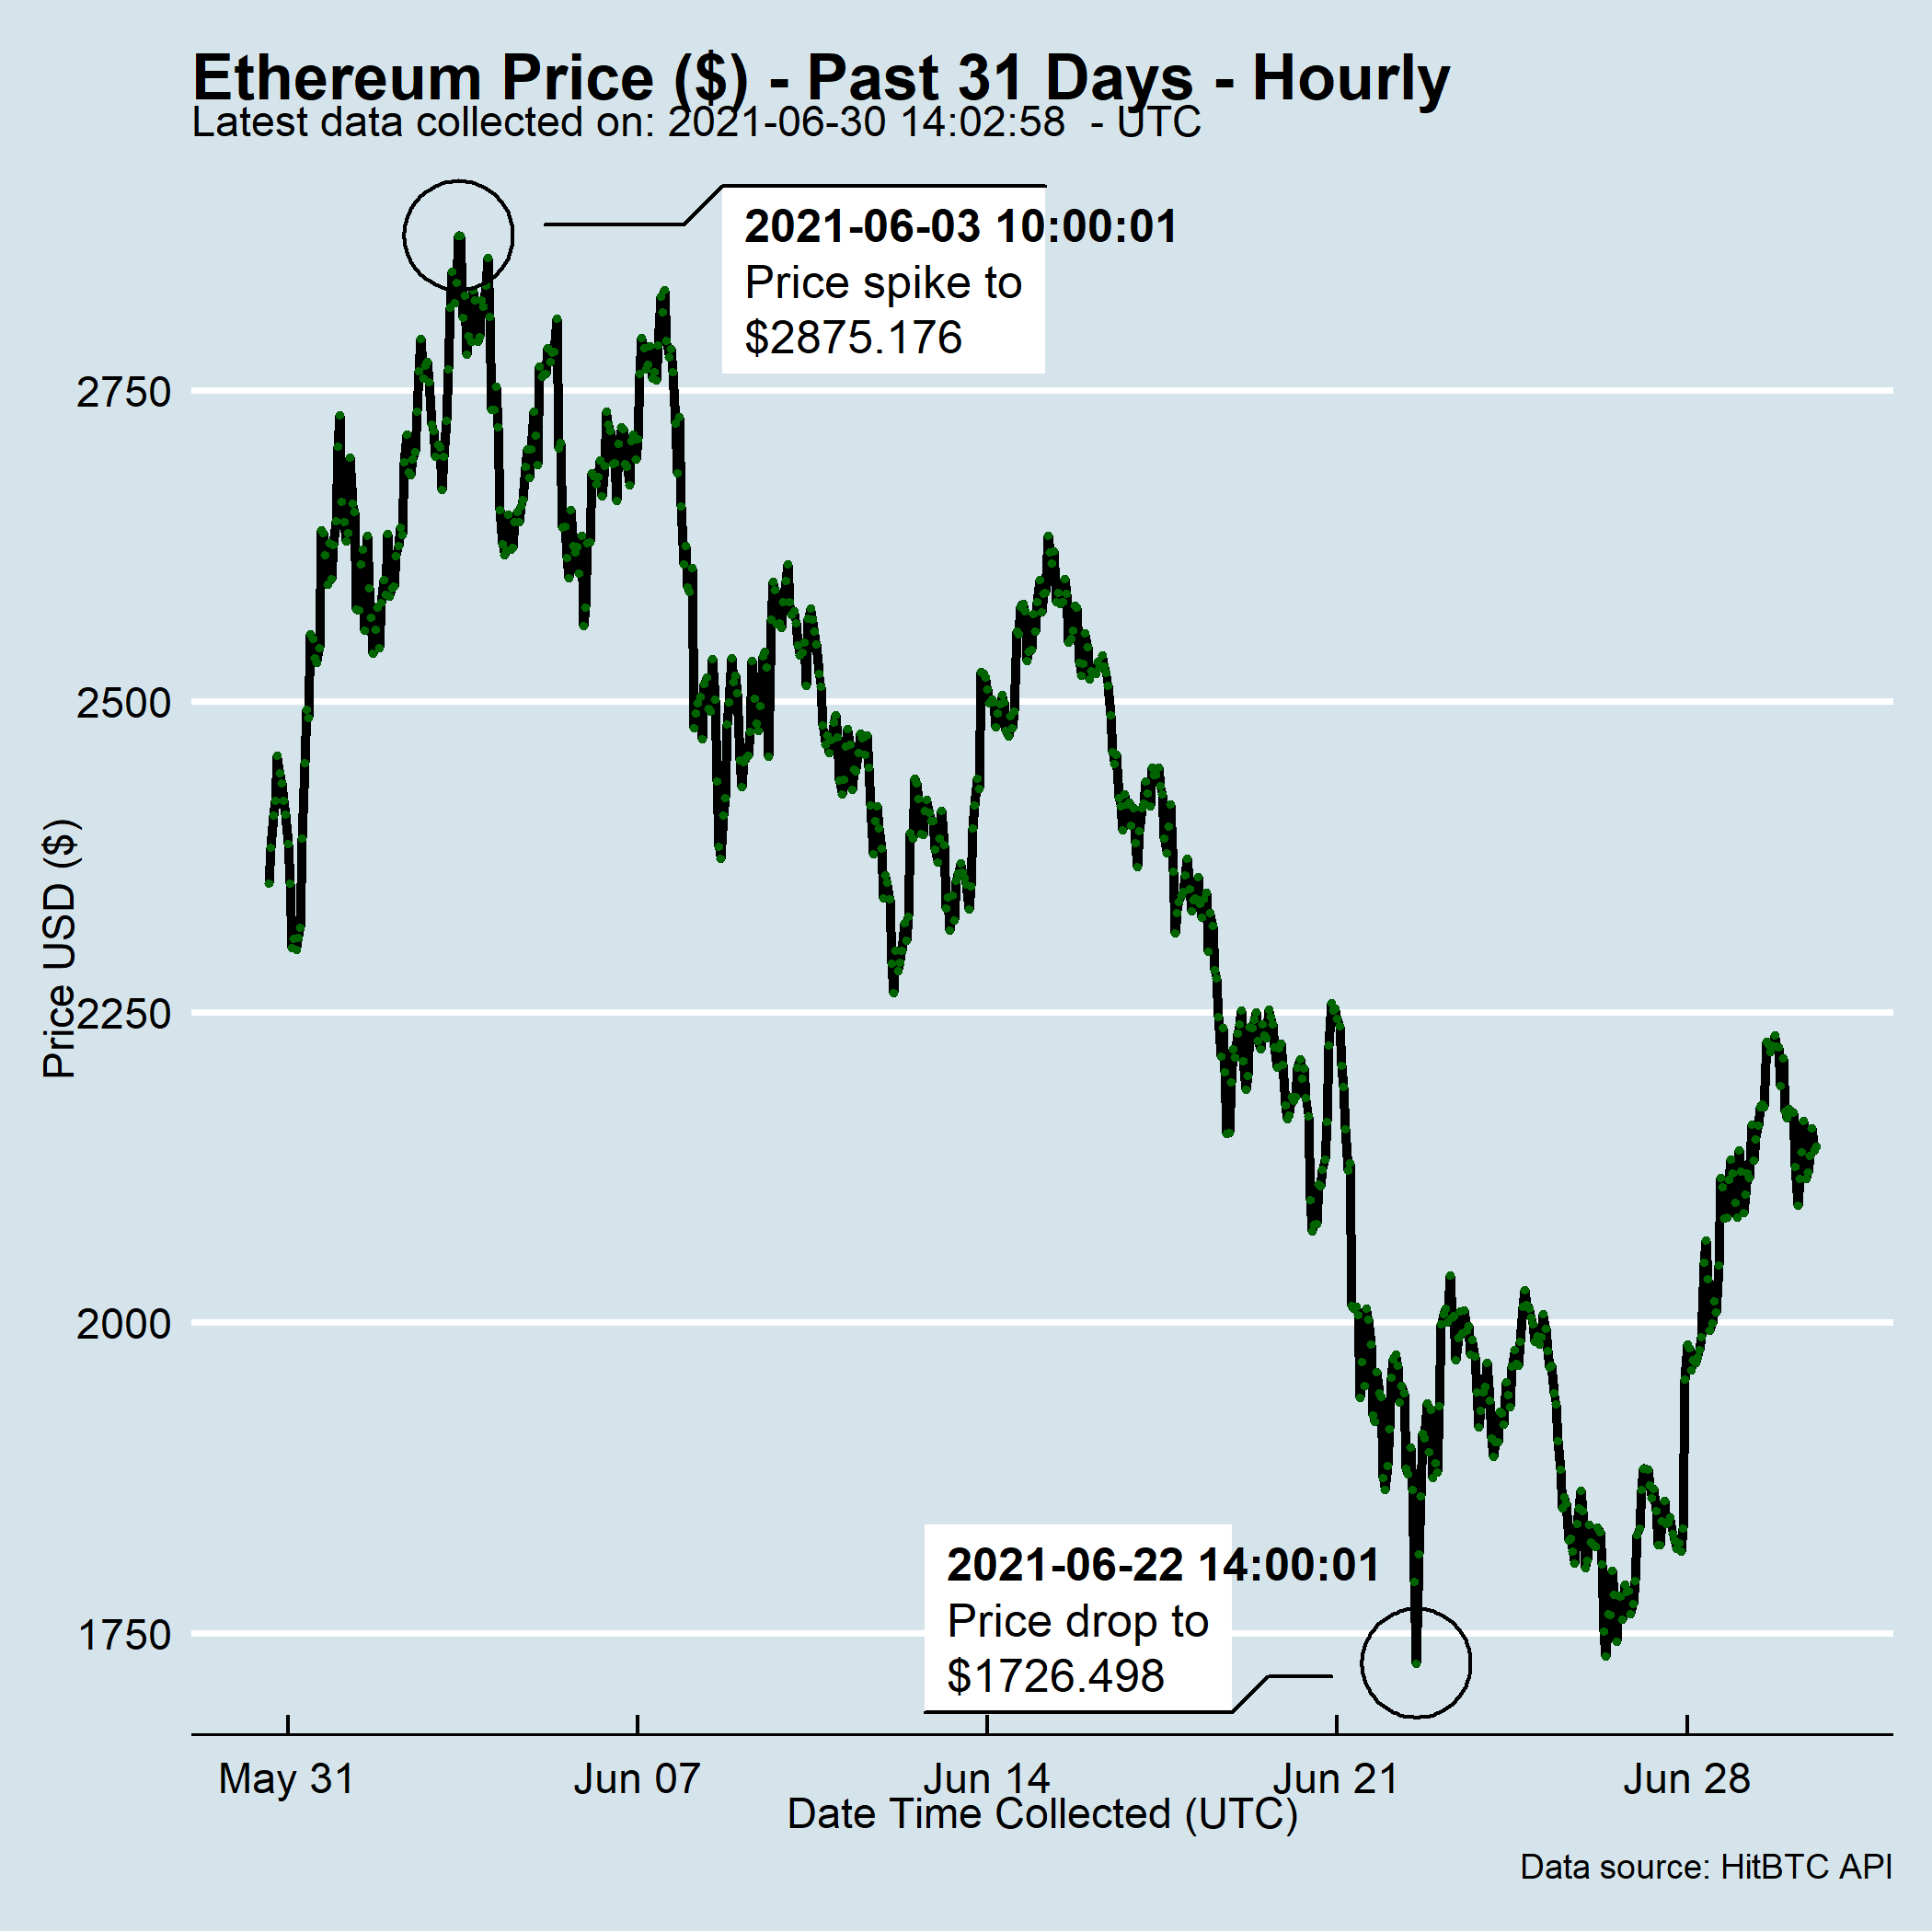 Ethereum Price ($) - Past 31 Days - Hourly
Latest data collected on: 2021-06-30 14:02:58  - UTC
2021-06-03 10:00:01
Price spike to
$2875.176
2750
2500
2250
2000
1750
Price USD ($)
2021-06-22 14:00:01
Price drop to
$1726.498
May 31
Jun 07
Jun 14
Jun 21
Jun 28
Date Time Collected (UTC)
Data source: HitBTC API